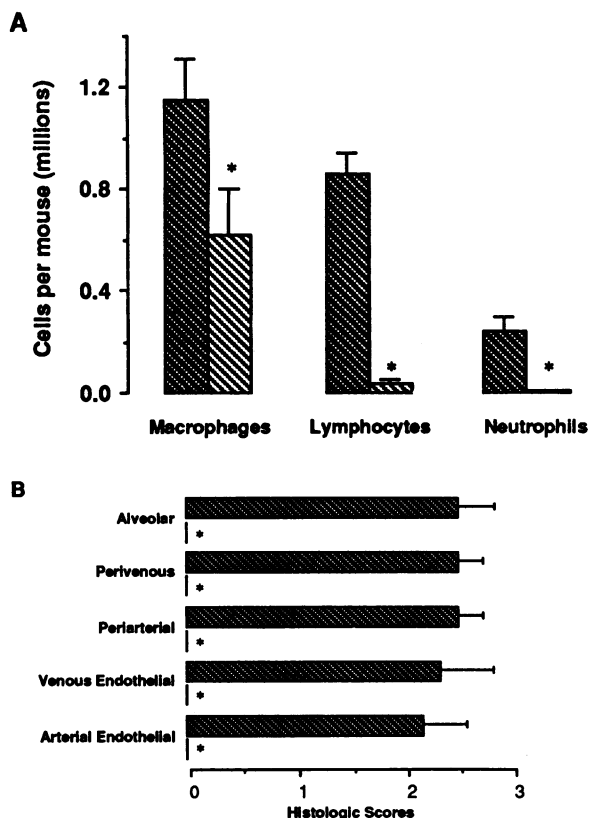 A
Cells per mouse (millions)
1.2
0.8
0.4
0.0
*
*
*
Macrophages Lymphocytes Neutrophils
B
Alveolar
*
Perivenous
*
Periarterial
*
Venous Endothelial
*
Arterial Endothelial
*
0 1 2 3
Histologic Scores